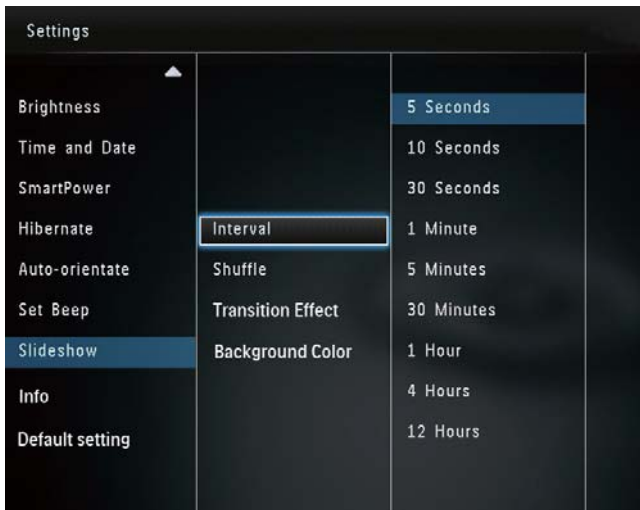 Settings
Brightness
Time and Date
SmartPower
Hibernate
Auto-orientate
Set Beep
Slideshow
Info
Default setting
Interval
Shuffle
Transition Effect
Background Color
5 Seconds
10 Seconds
30 Seconds
1 Minute
5 Minutes
30 Minutes
1 Hour
4 Hours
12 Hours